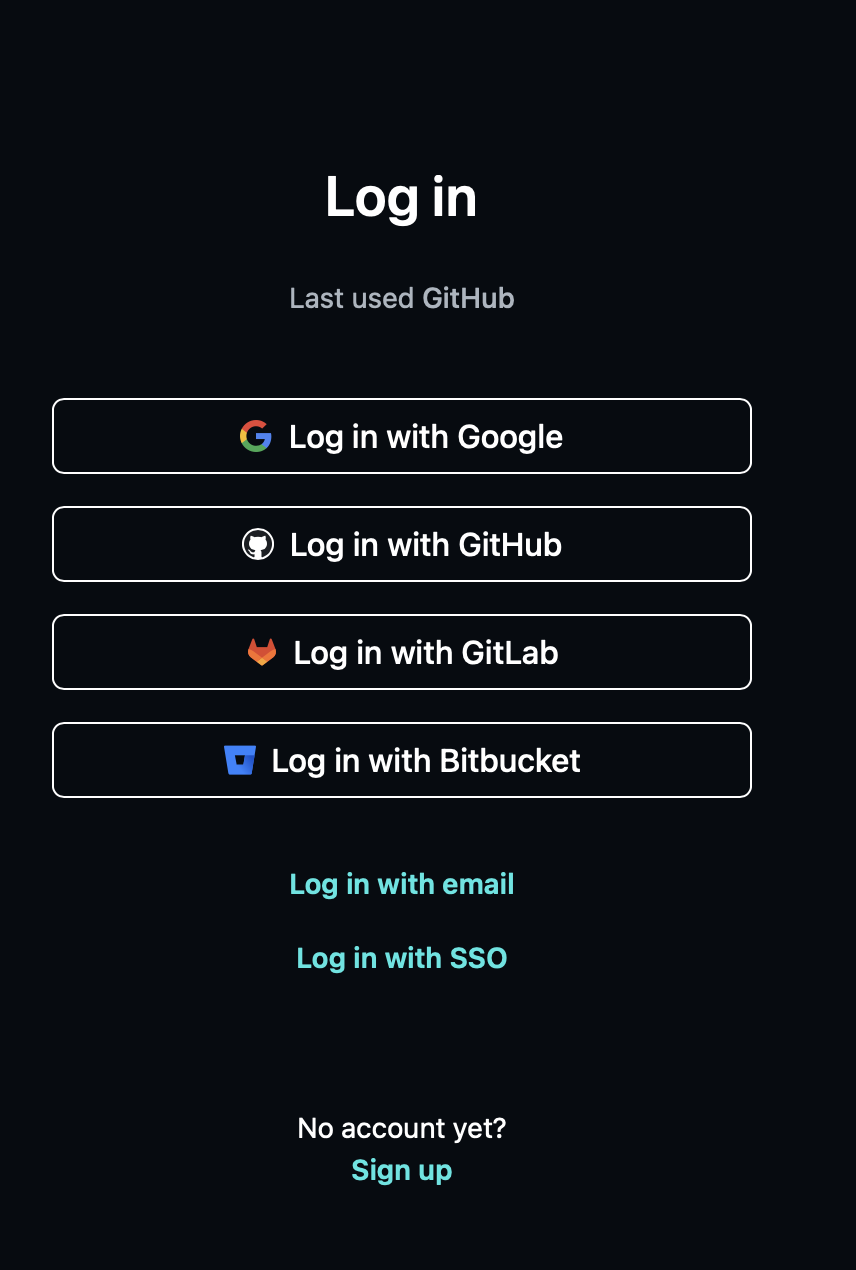 Log in
Last used GitHub
Log in with Google
Log in with GitHub
Log in with GitLab
Log in with Bitbucket
Log in with email
Log in with SSO
No account yet?
Sign up